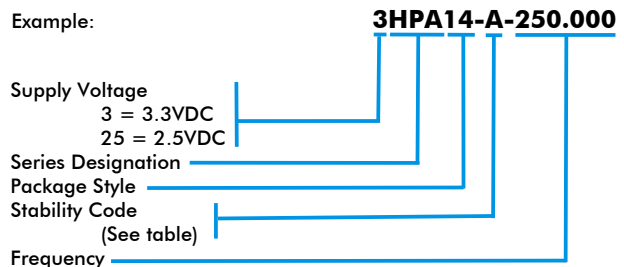 Example: 3HPA14-A-250.000
Supply Voltage
3 = 3.3VDC
25 = 2.5VDC
Series Designation
Package Style
Stability Code
(See table)
Frequency